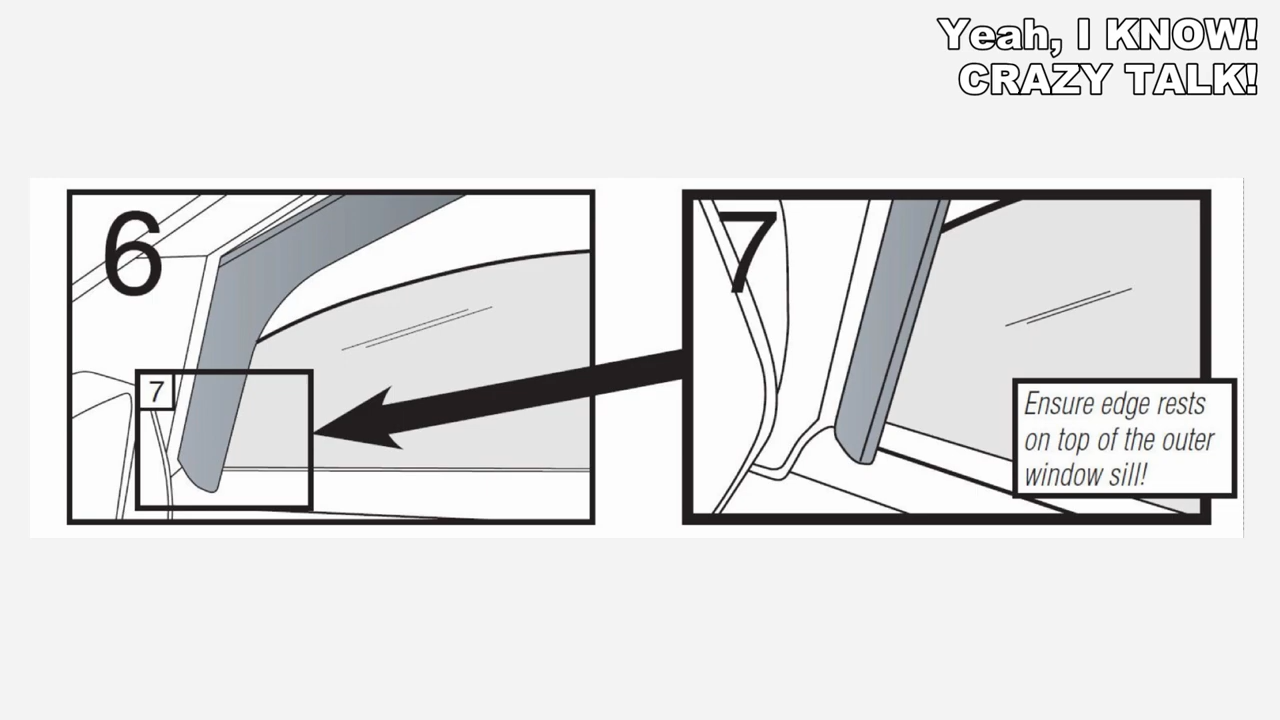 Yeah, I KNOW!
CRAZY TALK!
6
7
7
Ensure edge rests
on top of the outer
window sill!